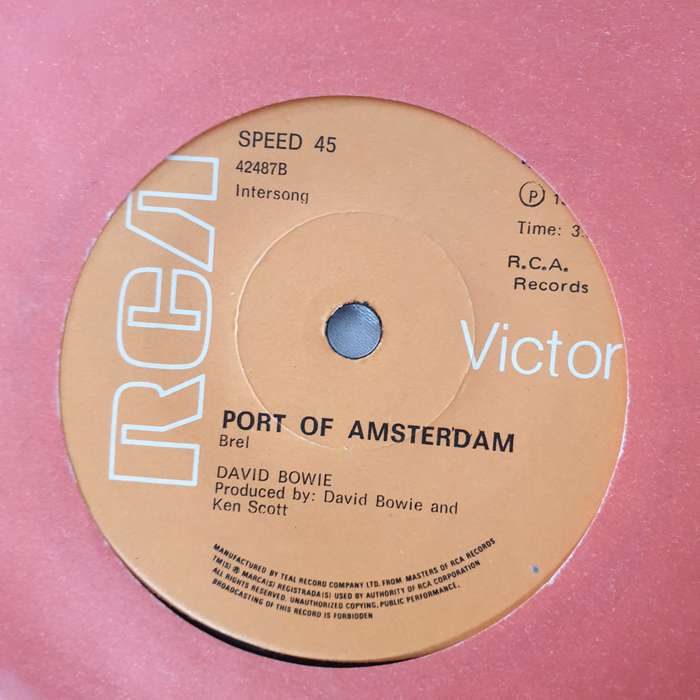 SPEED 45
42487B
Intersong
Ⓟ
Time: 3
R.C.A.
Records
RCA
Victor
PORT OF AMSTERDAM
Brel
DAVID BOWIE
Produced by: David Bowie and
Ken Scott
MANUFACTURED BY TEAL RECORD COMPANY LTD. FROM MASTERS OF RCA RECORDS
TM(S) ® MARCA(S) REGISTRADA(S) USED BY AUTHORITY OF RCA CORPORATION
ALL RIGHTS RESERVED. UNAUTHORIZED COPYING, PUBLIC PERFORMANCE,
BROADCASTING OF THIS RECORD IS FORBIDDEN